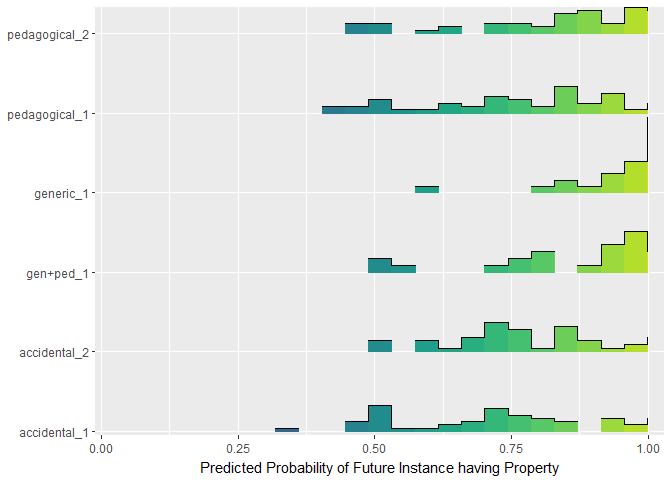 pedagogical_2
pedagogical_1
generic_1
gen+ped_1
accidental_2
accidental_1
0.00 0.25 0.50 0.75 1.00
Predicted Probability of Future Instance having Property